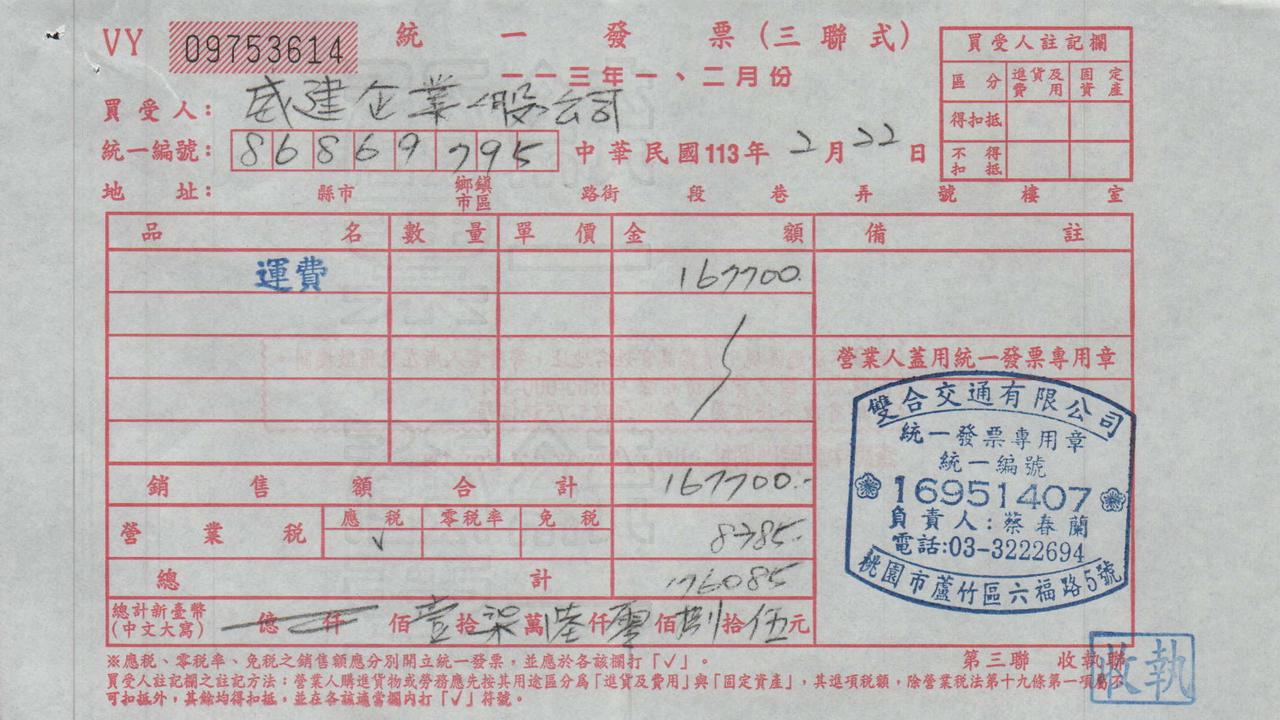 VY 09753614 統一發票(三聯式)
一一三年一、二月份
買受人: 威建企業股公司
統一編號: 86869795 中華民國113年2月22日
地址: 縣市 鄉鎮市區 路街 段 巷 弄 號 樓 室
買受人註記欄
區分 進貨及費用 固定資產
得扣抵
不得扣抵
品名 數量 單價 金額 備註
運費 167700.
營業人蓋用統一發票專用章
銷售額合計 167700.-
營業稅 應稅 零稅率 免稅
✓ 8385.-
總計 176085
總計新臺幣(中文大寫) 億仟佰壹拾柒萬陸仟零佰捌拾伍元
雙合交通有限公司
統一發票專用章
統一編號
16951407
負責人:蔡春蘭
電話:03-3222694
桃園市蘆竹區六福路5號
※應稅、零稅率、免稅之銷售額應分別開立統一發票,並應於各該欄打「✓」。
第三聯 收執聯
收執
買受人註記欄之註記方法:營業人購進貨物或勞務應先按其用途區分為「進貨及費用」與「固定資產」,其進項稅額,除營業稅法第十九條第一項屬不
可扣抵外,其餘均得扣抵,並在各該適當欄內打「✓」符號。